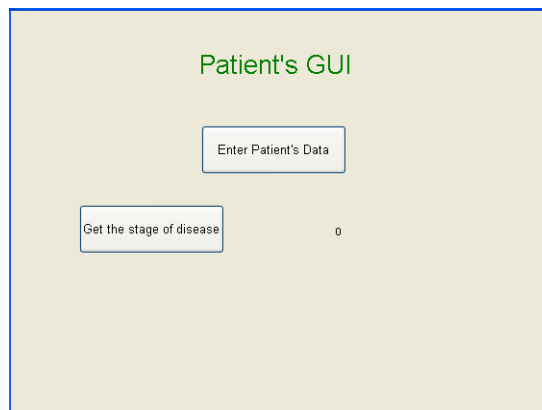 Patient's GUI
Enter Patient's Data
Get the stage of disease
0